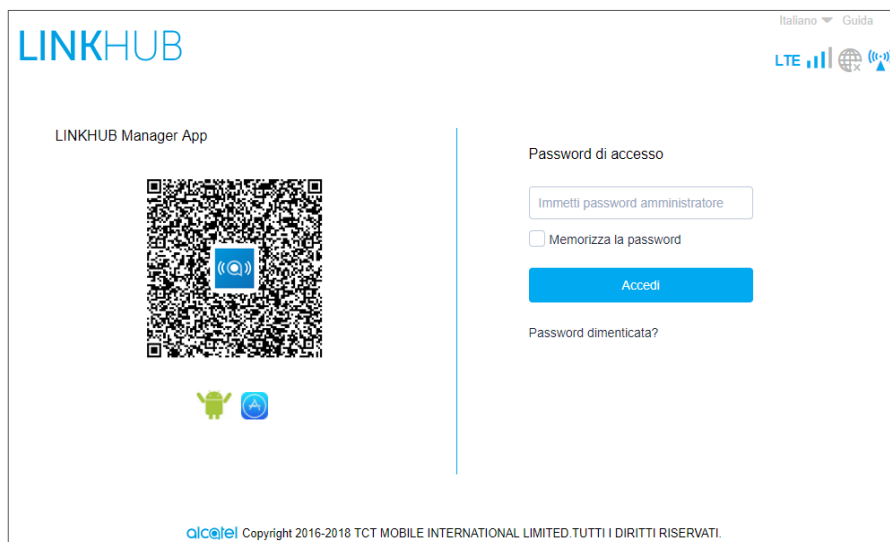 Italiano Guida
LINKHUB
LTE
LINKHUB Manager App
Password di accesso
Immetti password amministratore
Memorizza la password
Accedi
Password dimenticata?
alcatel Copyright 2016-2018 TCT MOBILE INTERNATIONAL LIMITED.TUTTI I DIRITTI RISERVATI.